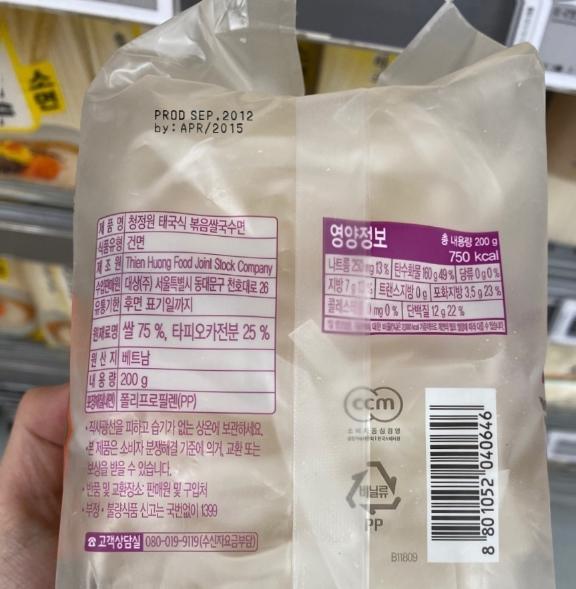 소면
PROD SEP.2012
by: APR/2015
제품명 청정원 태국식 볶음쌀국수면
식품유형 건면
제조원 Thien Huong Food Joint Stock Company
수입판매원 대상(주) 서울특별시 동대문구 천호대로 26
유통기한 후면 표기일까지
원재료명 쌀 75 %, 타피오카전분 25 %
원산지 베트남
내용량 200 g
폴리프로필렌(PP)
• 직사광선을 피하고 습기가 없는 상온에 보관하세요.
• 본 제품은 소비자 분쟁해결 기준에 의거, 교환 또는
보상을 받을 수 있습니다.
• 반품 및 교환장소: 판매원 및 구입처
• 부정 · 불량식품 신고는 국번없이 1399
☎ 고객상담실 080-019-9119(수신자요금부담)
영양정보
총 내용량 200 g
750 kcal
나트륨 250 mg 13 % 탄수화물 160 g 49 % 당류 0 g 0 %
지방 7 g 트랜스지방 0 g 포화지방 3.5 g 23 %
0 mg 0 % 단백질 12 g 22 %
ccm
소비자중심경영
비닐류
PP
B11809
8 801052 040646